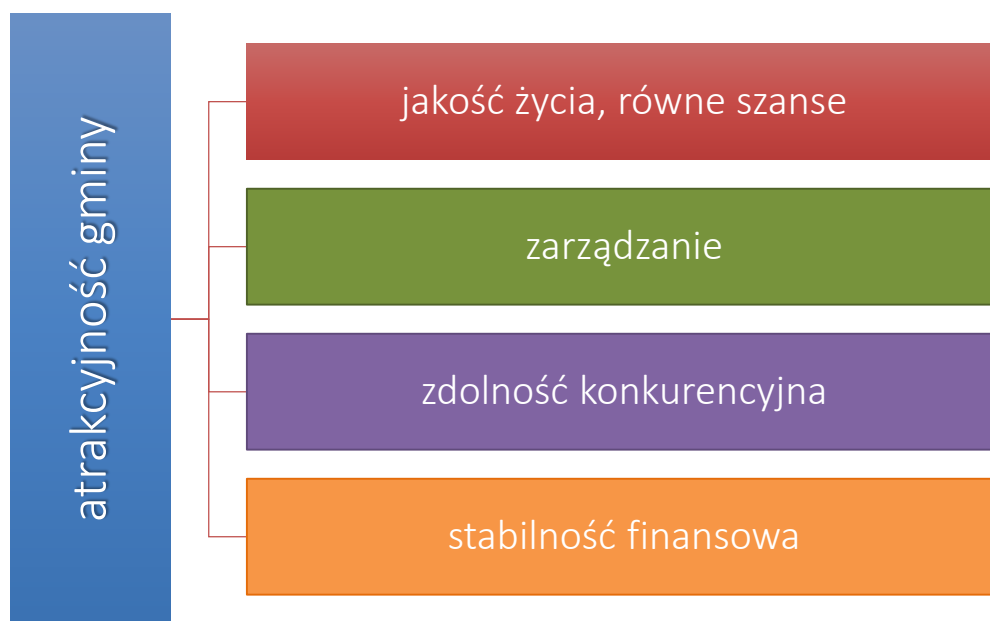 atrakcyjność gminy
jakość życia, równe szanse
zarządzanie
zdolność konkurencyjna
stabilność finansowa